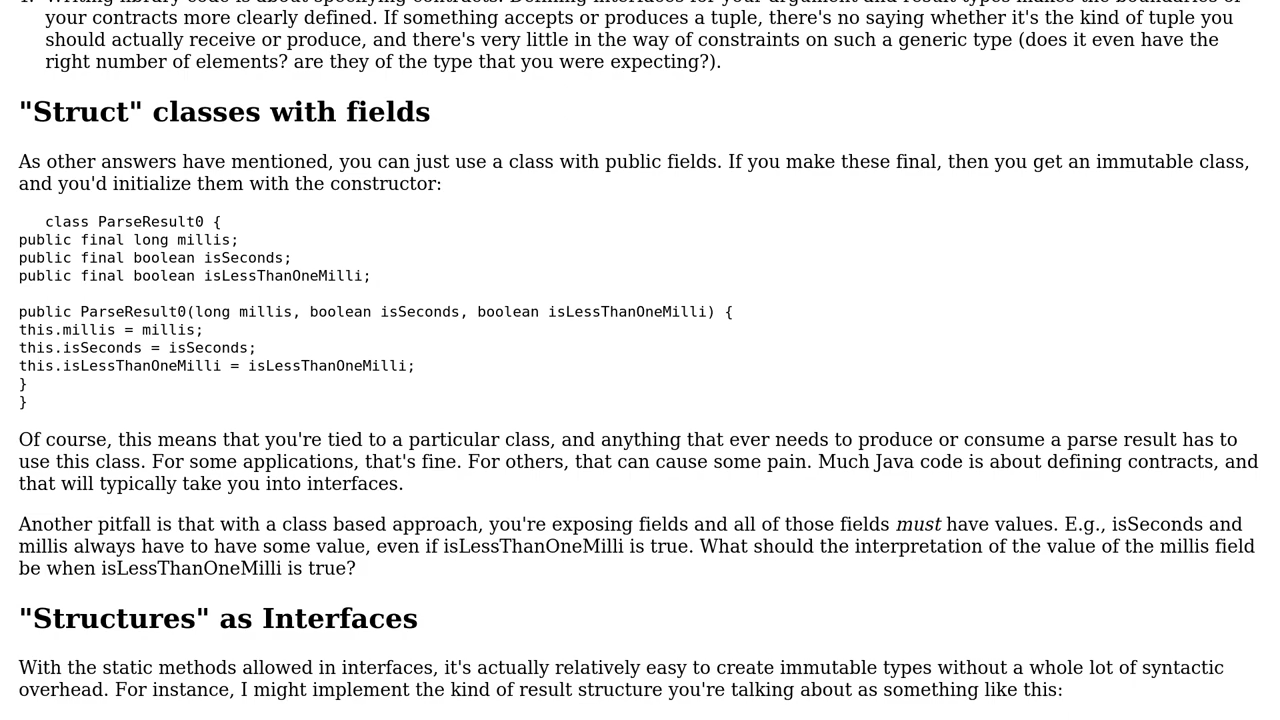 your contracts more clearly defined. If something accepts or produces a tuple, there's no saying whether it's the kind of tuple you
should actually receive or produce, and there's very little in the way of constraints on such a generic type (does it even have the
right number of elements? are they of the type that you were expecting?).
"Struct" classes with fields
As other answers have mentioned, you can just use a class with public fields. If you make these final, then you get an immutable class,
and you'd initialize them with the constructor:
class ParseResult0 {
public final long millis;
public final boolean isSeconds;
public final boolean isLessThanOneMilli;
public ParseResult0(long millis, boolean isSeconds, boolean isLessThanOneMilli) {
this.millis = millis;
this.isSeconds = isSeconds;
this.isLessThanOneMilli = isLessThanOneMilli;
}
}
Of course, this means that you're tied to a particular class, and anything that ever needs to produce or consume a parse result has to
use this class. For some applications, that's fine. For others, that can cause some pain. Much Java code is about defining contracts, and
that will typically take you into interfaces.
Another pitfall is that with a class based approach, you're exposing fields and all of those fields must have values. E.g., isSeconds and
millis always have to have some value, even if isLessThanOneMilli is true. What should the interpretation of the value of the millis field
be when isLessThanOneMilli is true?
"Structures" as Interfaces
With the static methods allowed in interfaces, it's actually relatively easy to create immutable types without a whole lot of syntactic
overhead. For instance, I might implement the kind of result structure you're talking about as something like this: